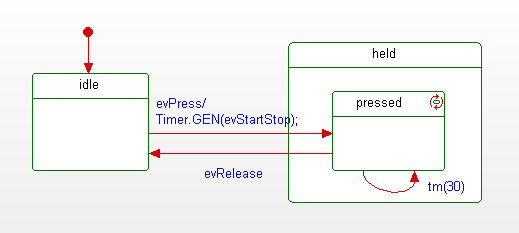 held
idle
pressed
evPress/
Timer.GEN(evStartStop);
evRelease
tm(30)